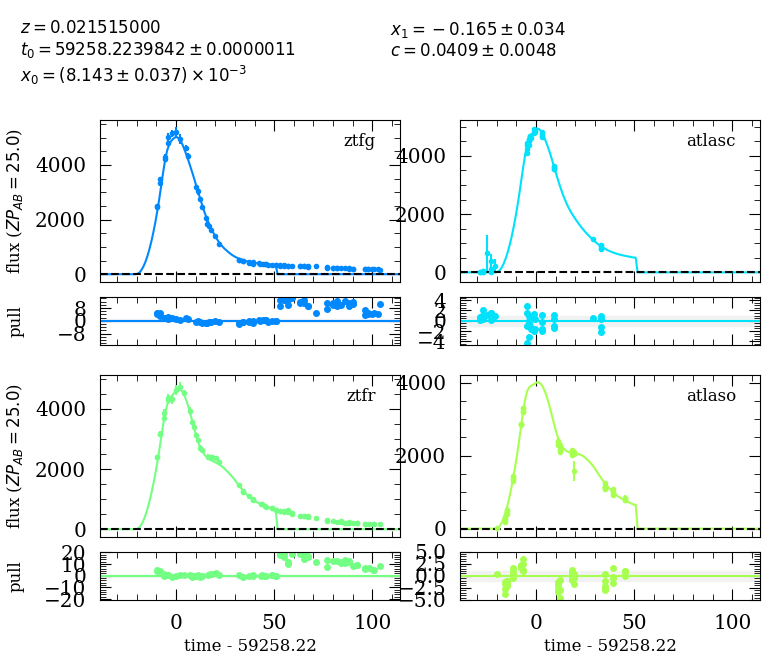 z = 0.021515000
t₀ = 59258.2239842 ± 0.0000011
x₀ = (8.143 ± 0.037) × 10⁻³
x₁ = −0.165 ± 0.034
c = 0.0409 ± 0.0048
ztfg
flux (ZP_AB = 25.0)
4000
2000
0
atlasc
4000
2000
0
pull
8
0
−8
4
2
0
−2
−4
ztfr
flux (ZP_AB = 25.0)
4000
2000
0
atlaso
4000
2000
0
pull
20
10
0
−10
−20
5.0
2.5
0.0
−2.5
−5.0
0 50 100
time - 59258.22
0 50 100
time - 59258.22